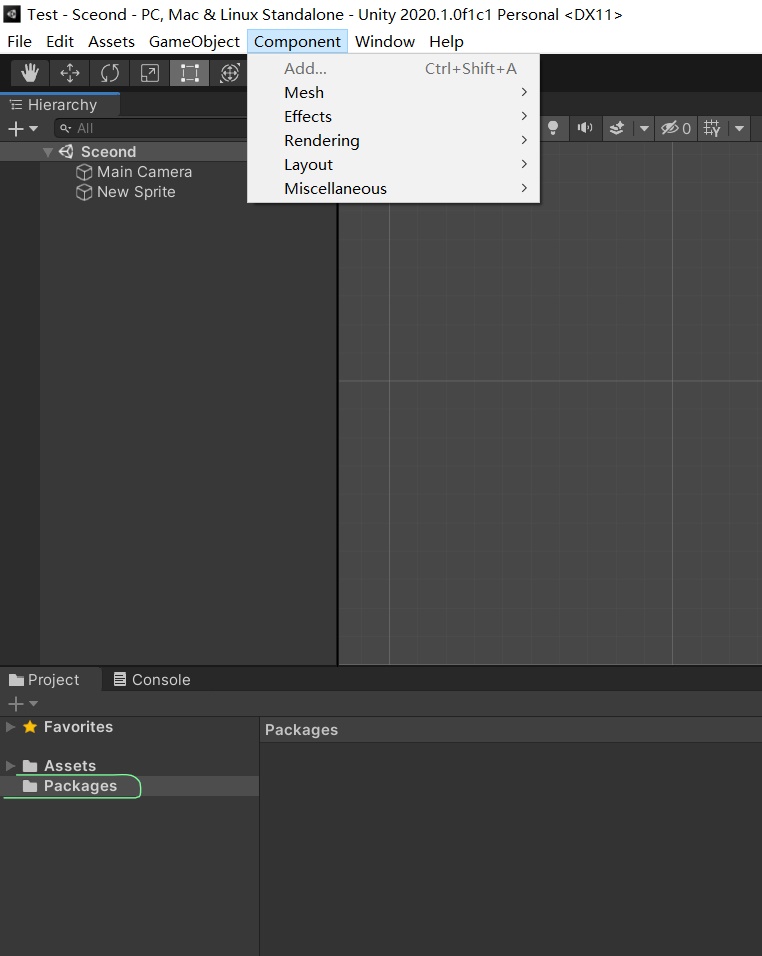 Test - Sceond - PC, Mac & Linux Standalone - Unity 2020.1.0f1c1 Personal <DX11>
File Edit Assets GameObject Component Window Help
Add... Ctrl+Shift+A
Mesh
Effects
Rendering
Layout
Miscellaneous
Hierarchy
All
0
Y
Sceond
Main Camera
New Sprite
Project Console
Favorites
Packages
Assets
Packages